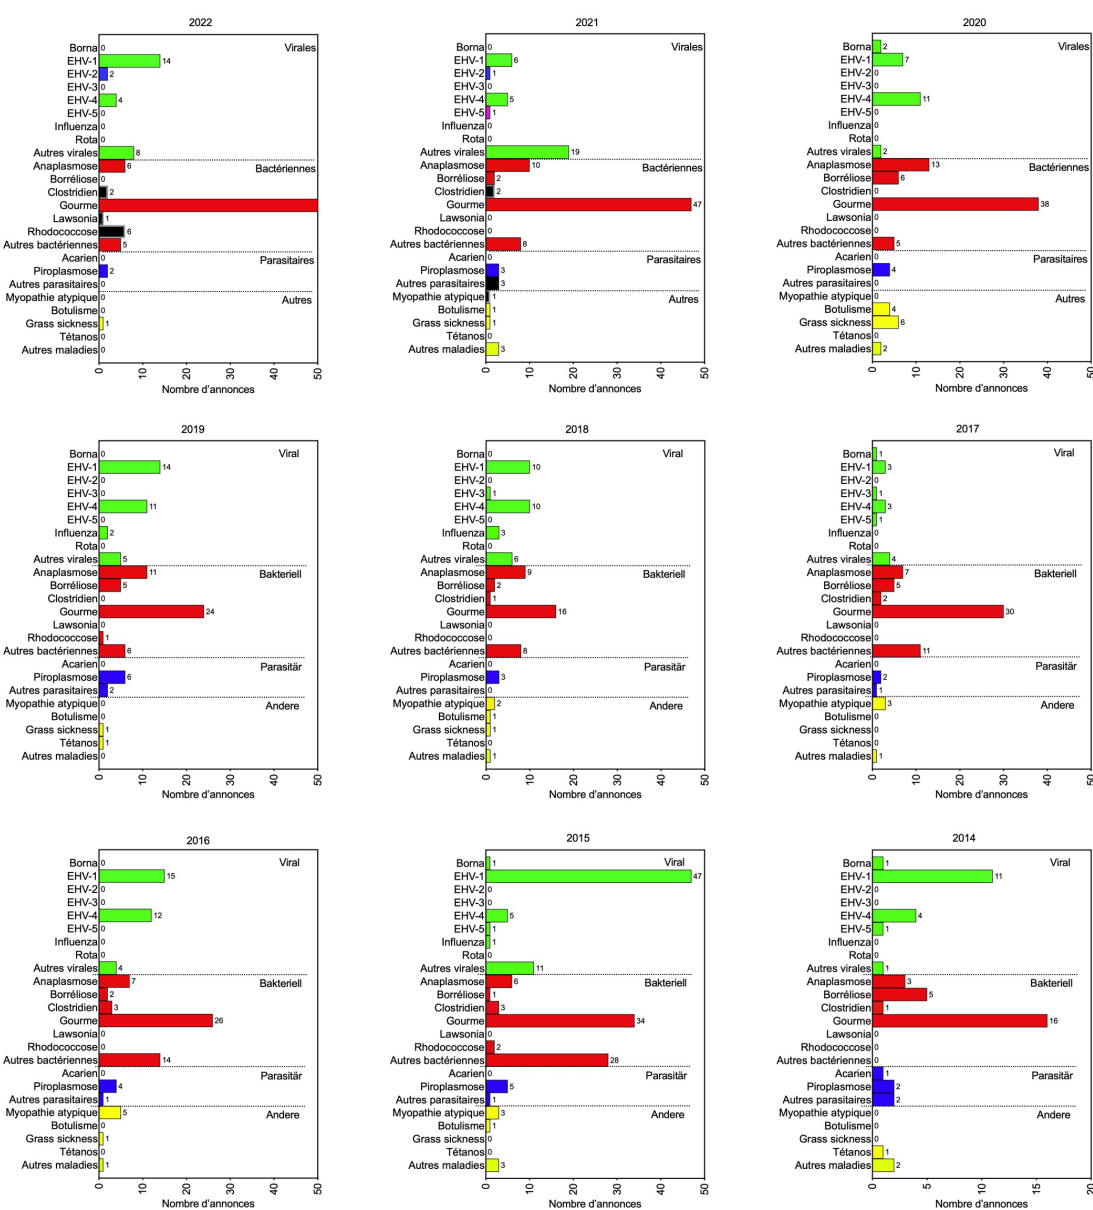 2022
Borna 0 Virales
EHV-1 14
EHV-2 2
EHV-3 0
EHV-4 4
EHV-5 0
Influenza 0
Rota 0
Autres virales 8
Anaplasmose 6 Bactériennes
Borréliose 0
Clostridien 2
Gourme
Lawsonia 1
Rhodococcose 6
Autres bactériennes 5
Acarien 0 Parasitaires
Piroplasmose 2
Autres parasitaires 0
Myopathie atypique 0 Autres
Botulisme 0
Grass sickness 1
Tétanos 0
Autres maladies 0
0 10 20 30 40 50
Nombre d'annonces
2021
Borna 0 Virales
EHV-1 6
EHV-2 1
EHV-3 0
EHV-4 5
EHV-5 1
Influenza 0
Rota 0
Autres virales 19
Anaplasmose 10 Bactériennes
Borréliose 2
Clostridien 2
Gourme 47
Lawsonia 0
Rhodococcose 0
Autres bactériennes 8
Acarien 0 Parasitaires
Piroplasmose 3
Autres parasitaires 3
Myopathie atypique 1 Autres
Botulisme 1
Grass sickness 1
Tétanos 0
Autres maladies 3
0 10 20 30 40 50
Nombre d'annonces
2020
Borna 2 Virales
EHV-1 7
EHV-2 0
EHV-3 0
EHV-4 11
EHV-5 0
Influenza 0
Rota 0
Autres virales 2
Anaplasmose 13 Bactériennes
Borréliose 6
Clostridien 0
Gourme 38
Lawsonia 0
Rhodococcose 0
Autres bactériennes 5
Acarien 0 Parasitaires
Piroplasmose 4
Autres parasitaires 0
Myopathie atypique 0 Autres
Botulisme 4
Grass sickness 6
Tétanos 0
Autres maladies 2
0 10 20 30 40 50
Nombre d'annonces
2019
Borna 0 Viral
EHV-1 14
EHV-2 0
EHV-3 0
EHV-4 11
EHV-5 0
Influenza 2
Rota 0
Autres virales 5
Anaplasmose 11 Bakteriell
Borréliose 5
Clostridien 0
Gourme 24
Lawsonia 0
Rhodococcose 1
Autres bactériennes 6
Acarien 0 Parasitär
Piroplasmose 6
Autres parasitaires 2
Myopathie atypique 0 Andere
Botulisme 0
Grass sickness 1
Tétanos 1
Autres maladies 0
0 10 20 30 40 50
Nombre d'annonces
2018
Borna 0 Viral
EHV-1 10
EHV-2 0
EHV-3 1
EHV-4 10
EHV-5 0
Influenza 3
Rota 0
Autres virales 6
Anaplasmose 9 Bakteriell
Borréliose 2
Clostridien 1
Gourme 16
Lawsonia 0
Rhodococcose 0
Autres bactériennes 8
Acarien 0 Parasitär
Piroplasmose 3
Autres parasitaires 0
Myopathie atypique 2 Andere
Botulisme 1
Grass sickness 1
Tétanos 0
Autres maladies 1
0 10 20 30 40 50
Nombre d'annonces
2017
Borna 1 Viral
EHV-1 3
EHV-2 0
EHV-3 1
EHV-4 3
EHV-5 1
Influenza 0
Rota 0
Autres virales 4
Anaplasmose 7 Bakteriell
Borréliose 5
Clostridien 2
Gourme 30
Lawsonia 0
Rhodococcose 0
Autres bactériennes 11
Acarien 0 Parasitär
Piroplasmose 2
Autres parasitaires 1
Myopathie atypique 3 Andere
Botulisme 0
Grass sickness 0
Tétanos 0
Autres maladies 1
0 10 20 30 40 50
Nombre d'annonces
2016
Borna 0 Viral
EHV-1 15
EHV-2 0
EHV-3 0
EHV-4 12
EHV-5 0
Influenza 0
Rota 0
Autres virales 4
Anaplasmose 7 Bakteriell
Borréliose 2
Clostridien 3
Gourme 26
Lawsonia 0
Rhodococcose 0
Autres bactériennes 14
Acarien 0 Parasitär
Piroplasmose 4
Autres parasitaires 1
Myopathie atypique 5 Andere
Botulisme 0
Grass sickness 1
Tétanos 0
Autres maladies 1
0 10 20 30 40 50
Nombre d'annonces
2015
Borna 1 Viral
EHV-1 47
EHV-2 0
EHV-3 0
EHV-4 5
EHV-5 1
Influenza 1
Rota 0
Autres virales 11
Anaplasmose 6 Bakteriell
Borréliose 1
Clostridien 3
Gourme 34
Lawsonia 0
Rhodococcose 2
Autres bactériennes 28
Acarien 0 Parasitär
Piroplasmose 5
Autres parasitaires 1
Myopathie atypique 3 Andere
Botulisme 1
Grass sickness 0
Tétanos 0
Autres maladies 3
0 10 20 30 40 50
Nombre d'annonces
2014
Borna 1 Viral
EHV-1 11
EHV-2 0
EHV-3 0
EHV-4 4
EHV-5 1
Influenza 0
Rota 0
Autres virales 1
Anaplasmose 3 Bakteriell
Borréliose 5
Clostridien 1
Gourme 16
Lawsonia 0
Rhodococcose 0
Autres bactériennes 0
Acarien 1 Parasitär
Piroplasmose 2
Autres parasitaires 2
Myopathie atypique 0 Andere
Botulisme 0
Grass sickness 0
Tétanos 1
Autres maladies 2
0 5 10 15 20
Nombre d'annonces